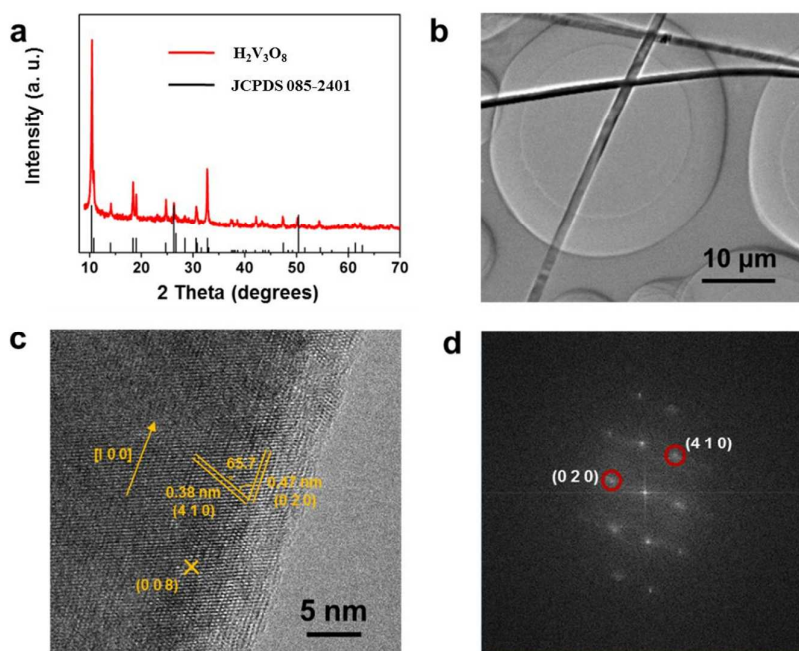 a
Intensity (a. u.)
H₂V₃O₈
JCPDS 085-2401
10 20 30 40 50 60 70
2 Theta (degrees)
b
10 µm
c
[1 0 0]
65.7
0.38 nm
(4 1 0)
0.47 nm
(0 2 0)
(0 0 8)
5 nm
d
(4 1 0)
(0 2 0)